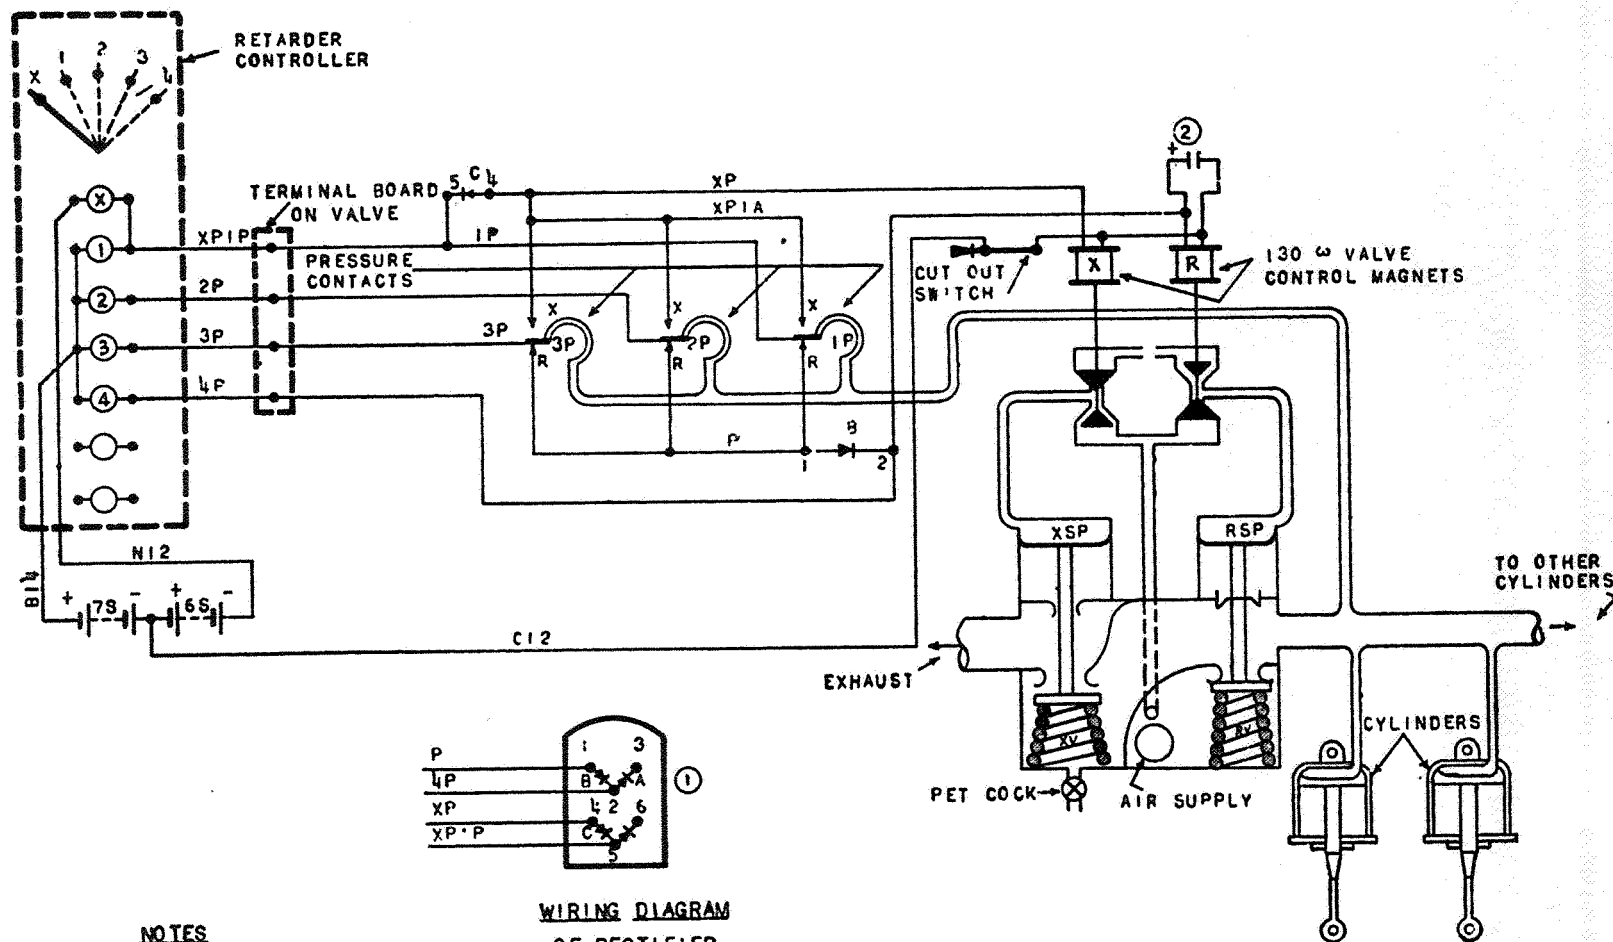 RETARDER
CONTROLLER
X 1 2 3 4
X
1
2
3
4
TERMINAL BOARD
ON VALVE
XP1P
2P
3P
4P
5 C 4
XP
XP1A
1P
PRESSURE
CONTACTS
3P
X
R
3P
X
R
2P
X
R
1P
P
1
B
2
CUT OUT
SWITCH
2
+
X
R
130 ω VALVE
CONTROL MAGNETS
XSP
RSP
N12
B14
+ 7S - + 6S -
C12
TO OTHER
CYLINDERS
EXHAUST
XV
RV
PET COCK
AIR SUPPLY
CYLINDERS
P
4P
XP
XP'P
1 3
B A
4 2 6
C
5
1
WIRING DIAGRAM
OF RECTIFIER
NOTES